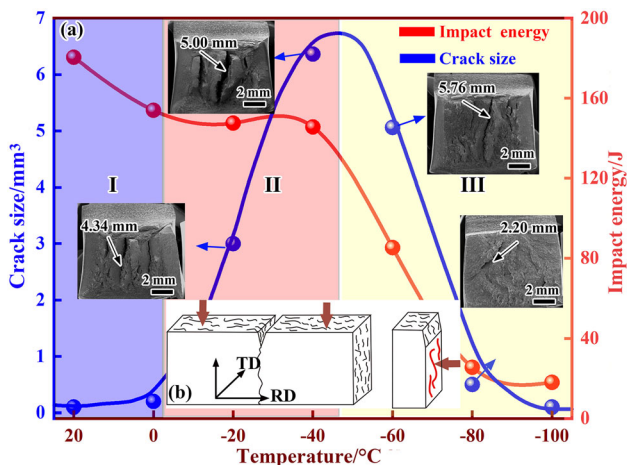 (a)
Impact energy
Crack size
5.00 mm
2 mm
5.76 mm
2 mm
I
II
III
4.34 mm
2 mm
2.20 mm
2 mm
(b)
TD
RD
7
6
5
4
3
2
1
0
Crack size/mm³
200
160
120
80
40
0
Impact energy/J
20
0
-20
-40
-60
-80
-100
Temperature/°C